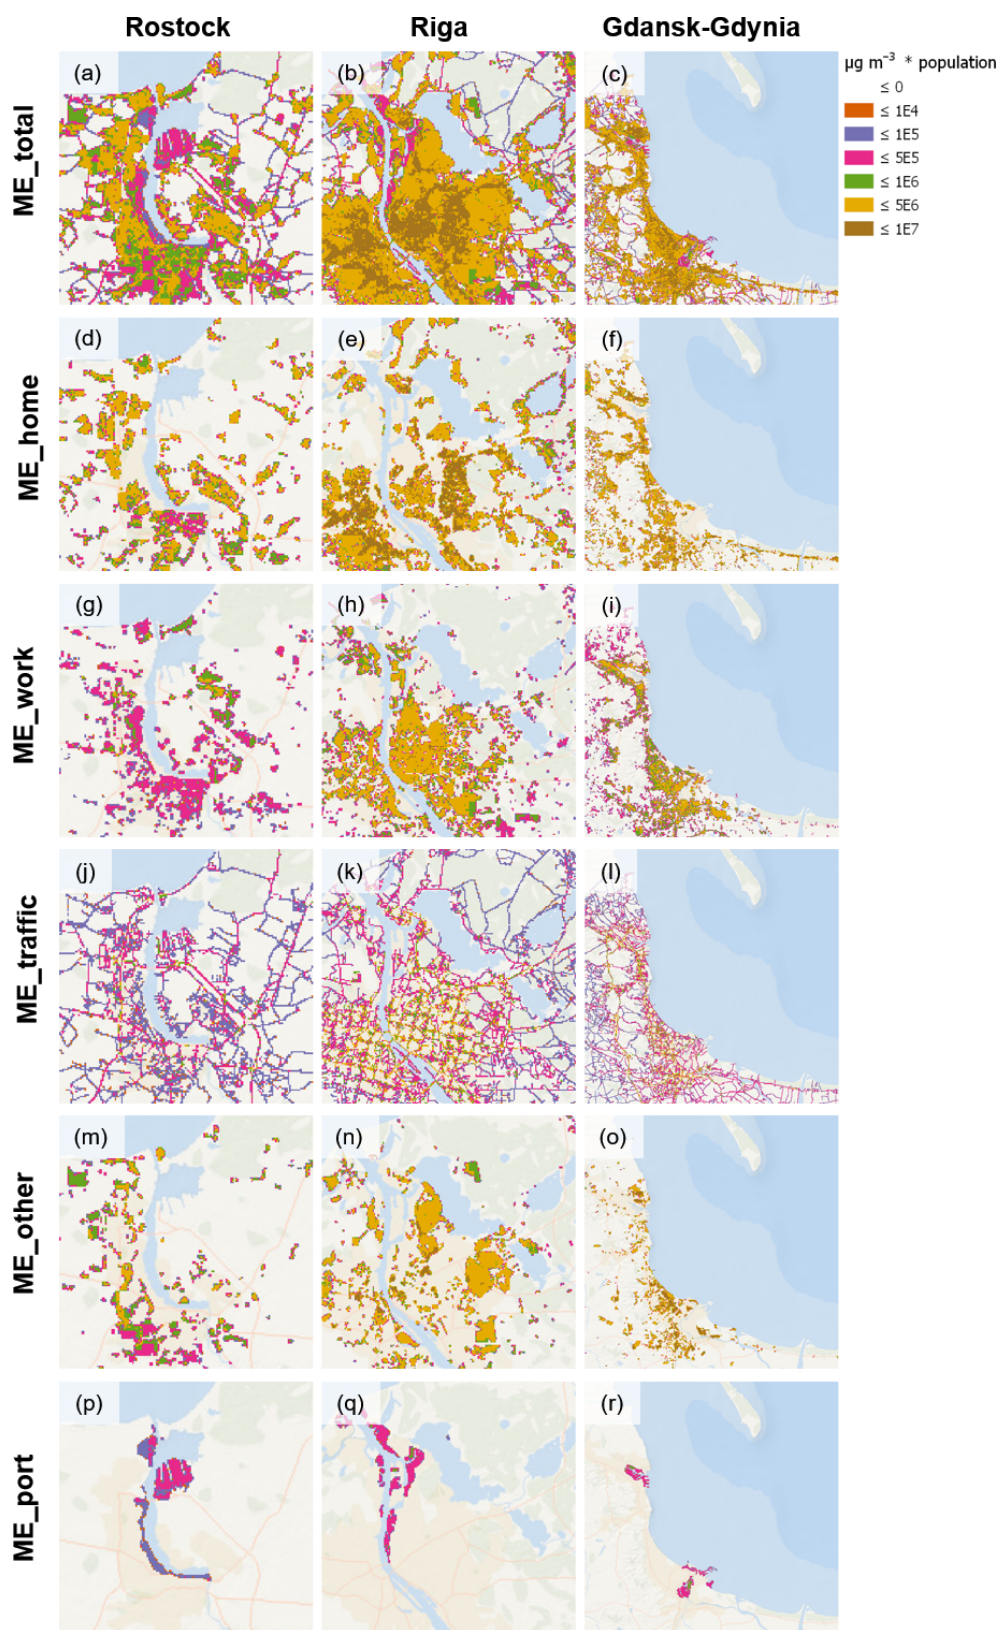 Rostock Riga Gdansk-Gdynia
ME_total
(a) (b) (c)
µg m⁻³ * population
≤ 0
≤ 1E4
≤ 1E5
≤ 5E5
≤ 1E6
≤ 5E6
≤ 1E7
ME_home
(d) (e) (f)
ME_work
(g) (h) (i)
ME_traffic
(j) (k) (l)
ME_other
(m) (n) (o)
ME_port
(p) (q) (r)